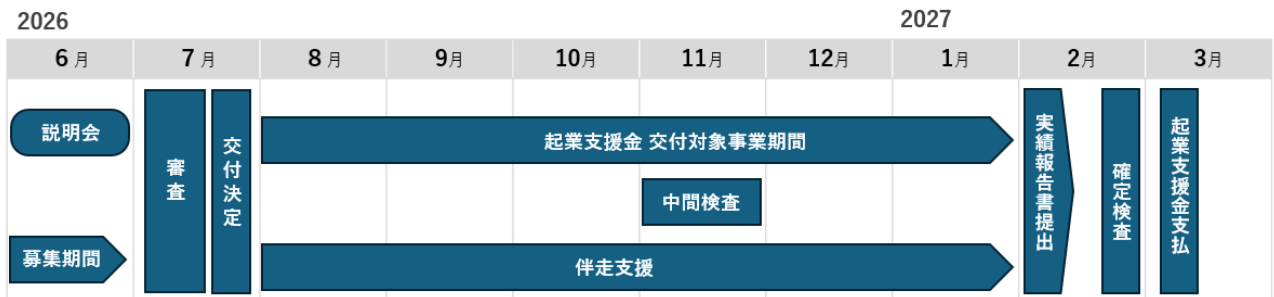 2026
2027
6 月
7 月
8 月
9月
10月
11月
12月
1月
2月
3月
説明会
募集期間
審査
交付決定
起業支援金 交付対象事業期間
中間検査
伴走支援
実績報告書提出
確定検査
起業支援金支払